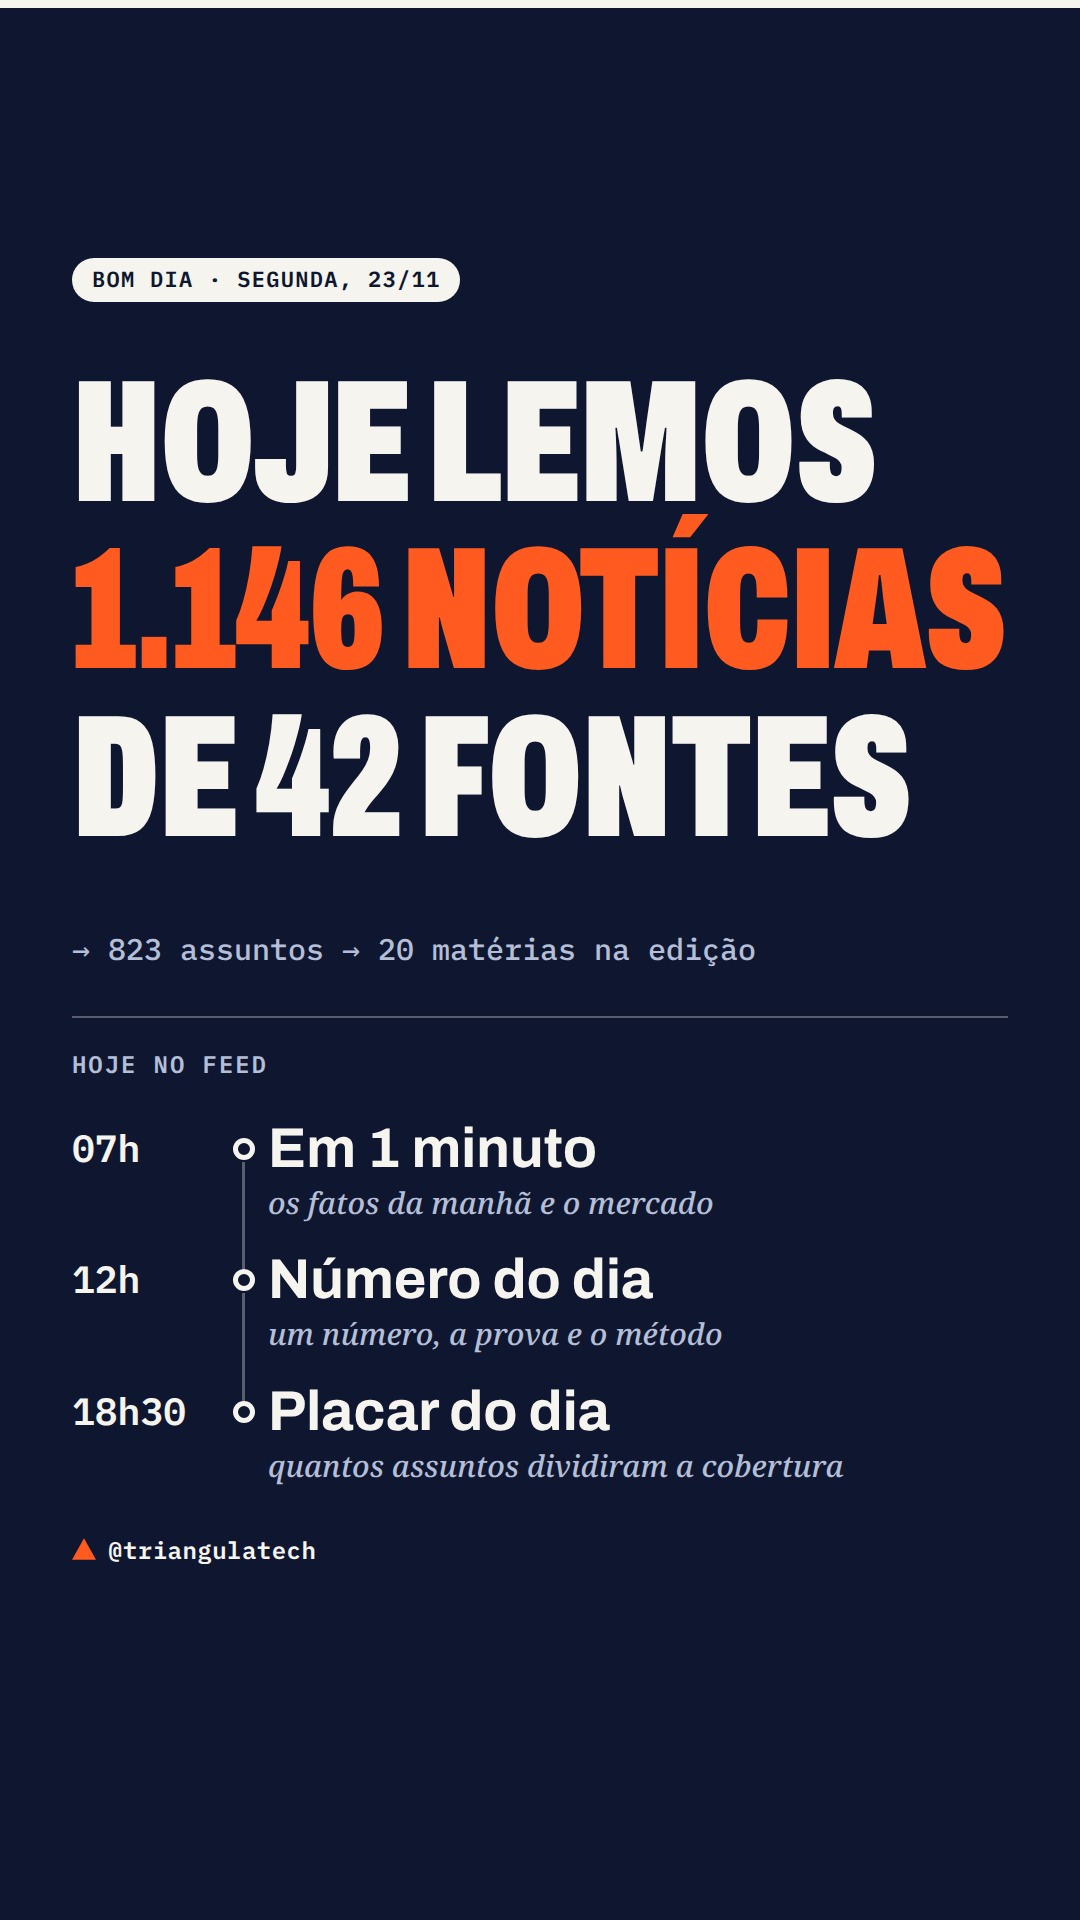 BOM DIA · SEGUNDA, 23/11
HOJE LEMOS
1.146 NOTÍCIAS
DE 42 FONTES
→ 823 assuntos → 20 matérias na edição
HOJE NO FEED
07h Em 1 minuto
os fatos da manhã e o mercado
12h Número do dia
um número, a prova e o método
18h30 Placar do dia
quantos assuntos dividiram a cobertura
@triangulatech